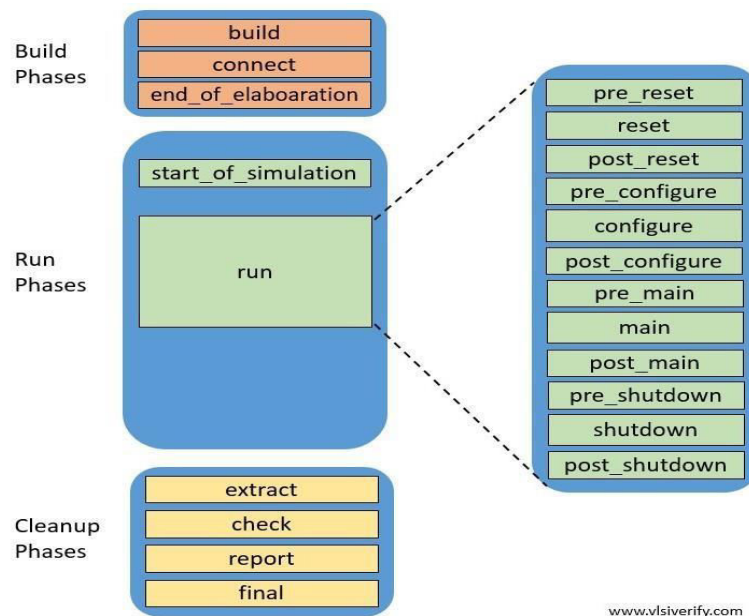 Build
Phases
build
connect
end_of_elaboaration
Run
Phases
start_of_simulation
run
pre_reset
reset
post_reset
pre_configure
configure
post_configure
pre_main
main
post_main
pre_shutdown
shutdown
post_shutdown
Cleanup
Phases
extract
check
report
final
www.vlsiverify.com